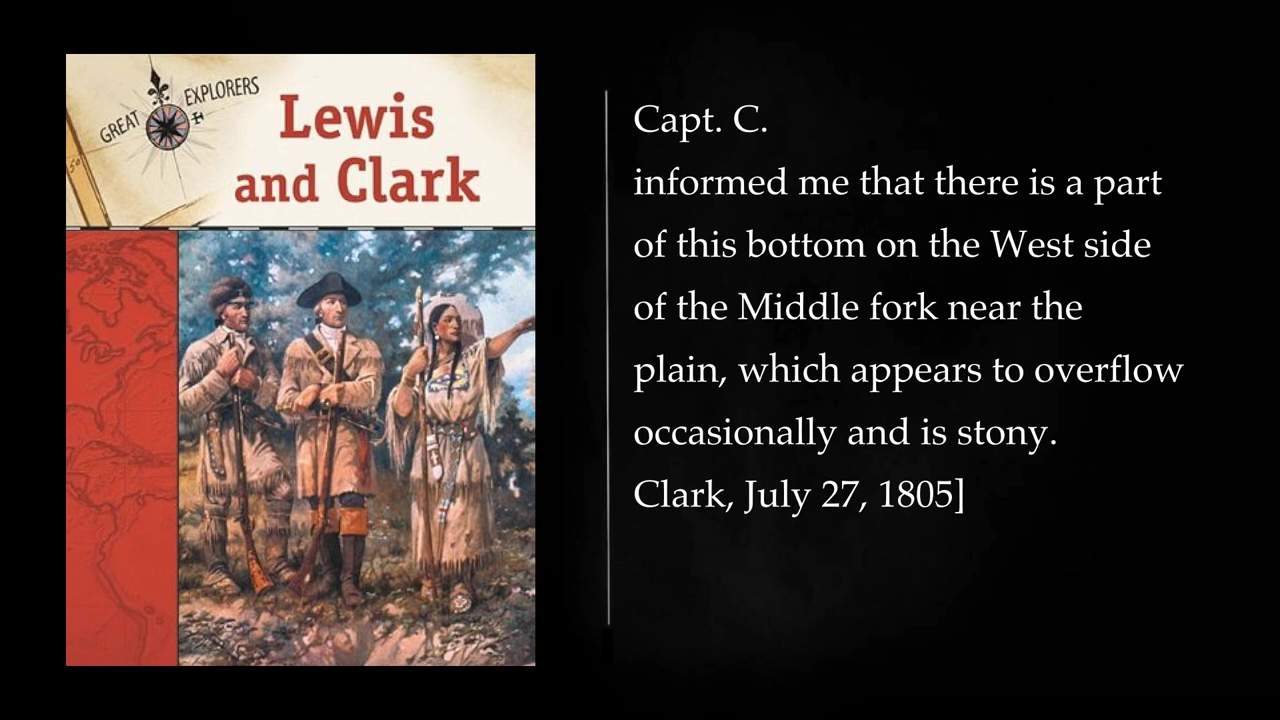 GREAT EXPLORERS
Lewis
and Clark
50
Capt. C.
informed me that there is a part
of this bottom on the West side
of the Middle fork near the
plain, which appears to overflow
occasionally and is stony.
Clark, July 27, 1805]